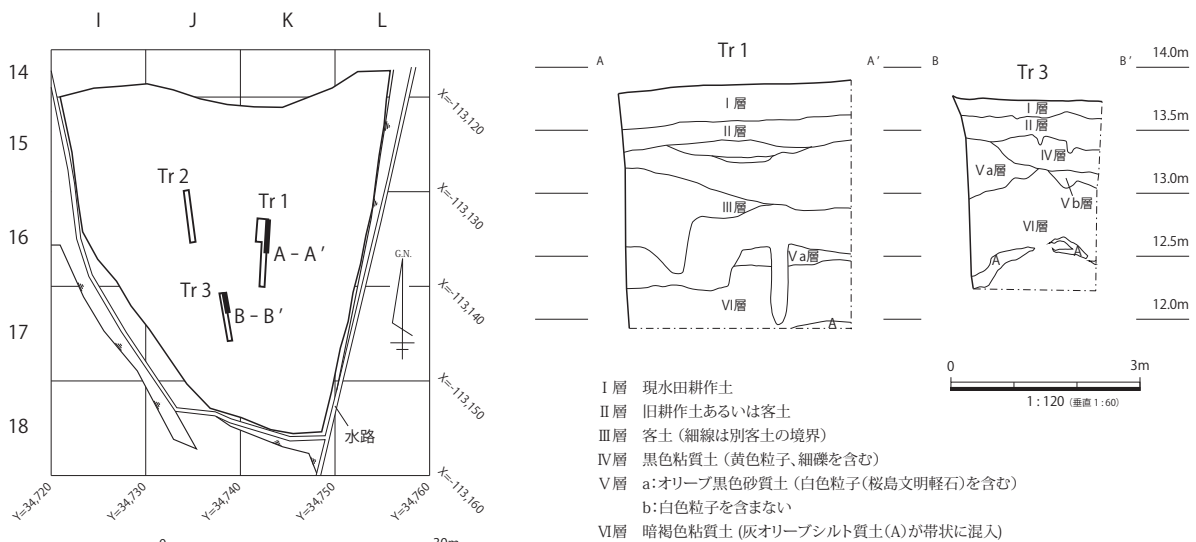 I J K L
14
15
16
17
18
X=-113,120
X=-113,130
X=-113,140
X=-113,150
X=-113,160
Tr 2
Tr 1
A – A′
Tr 3
B – B′
G.N.
水路
Y=34,720
Y=34,730
Y=34,740
Y=34,750
Y=34,760
0 30m
A Tr 1 A′
Ⅰ層
Ⅱ層
Ⅲ層
Ⅴa層
Ⅵ層
A
B Tr 3 B′
Ⅰ層
Ⅱ層
Ⅳ層
Ⅴa層
Ⅴb層
Ⅵ層
A
A
14.0m
13.5m
13.0m
12.5m
12.0m
0 3m
1:120(垂直1:60)
Ⅰ層 現水田耕作土
Ⅱ層 旧耕作土あるいは客土
Ⅲ層 客土(細線は別客土の境界)
Ⅳ層 黒色粘質土(黄色粒子、細礫を含む)
Ⅴ層 a:オリーブ黒色砂質土(白色粒子(桜島文明軽石)を含む)
b:白色粒子を含まない
Ⅵ層 暗褐色粘質土(灰オリーブシルト質土(A)が帯状に混入)